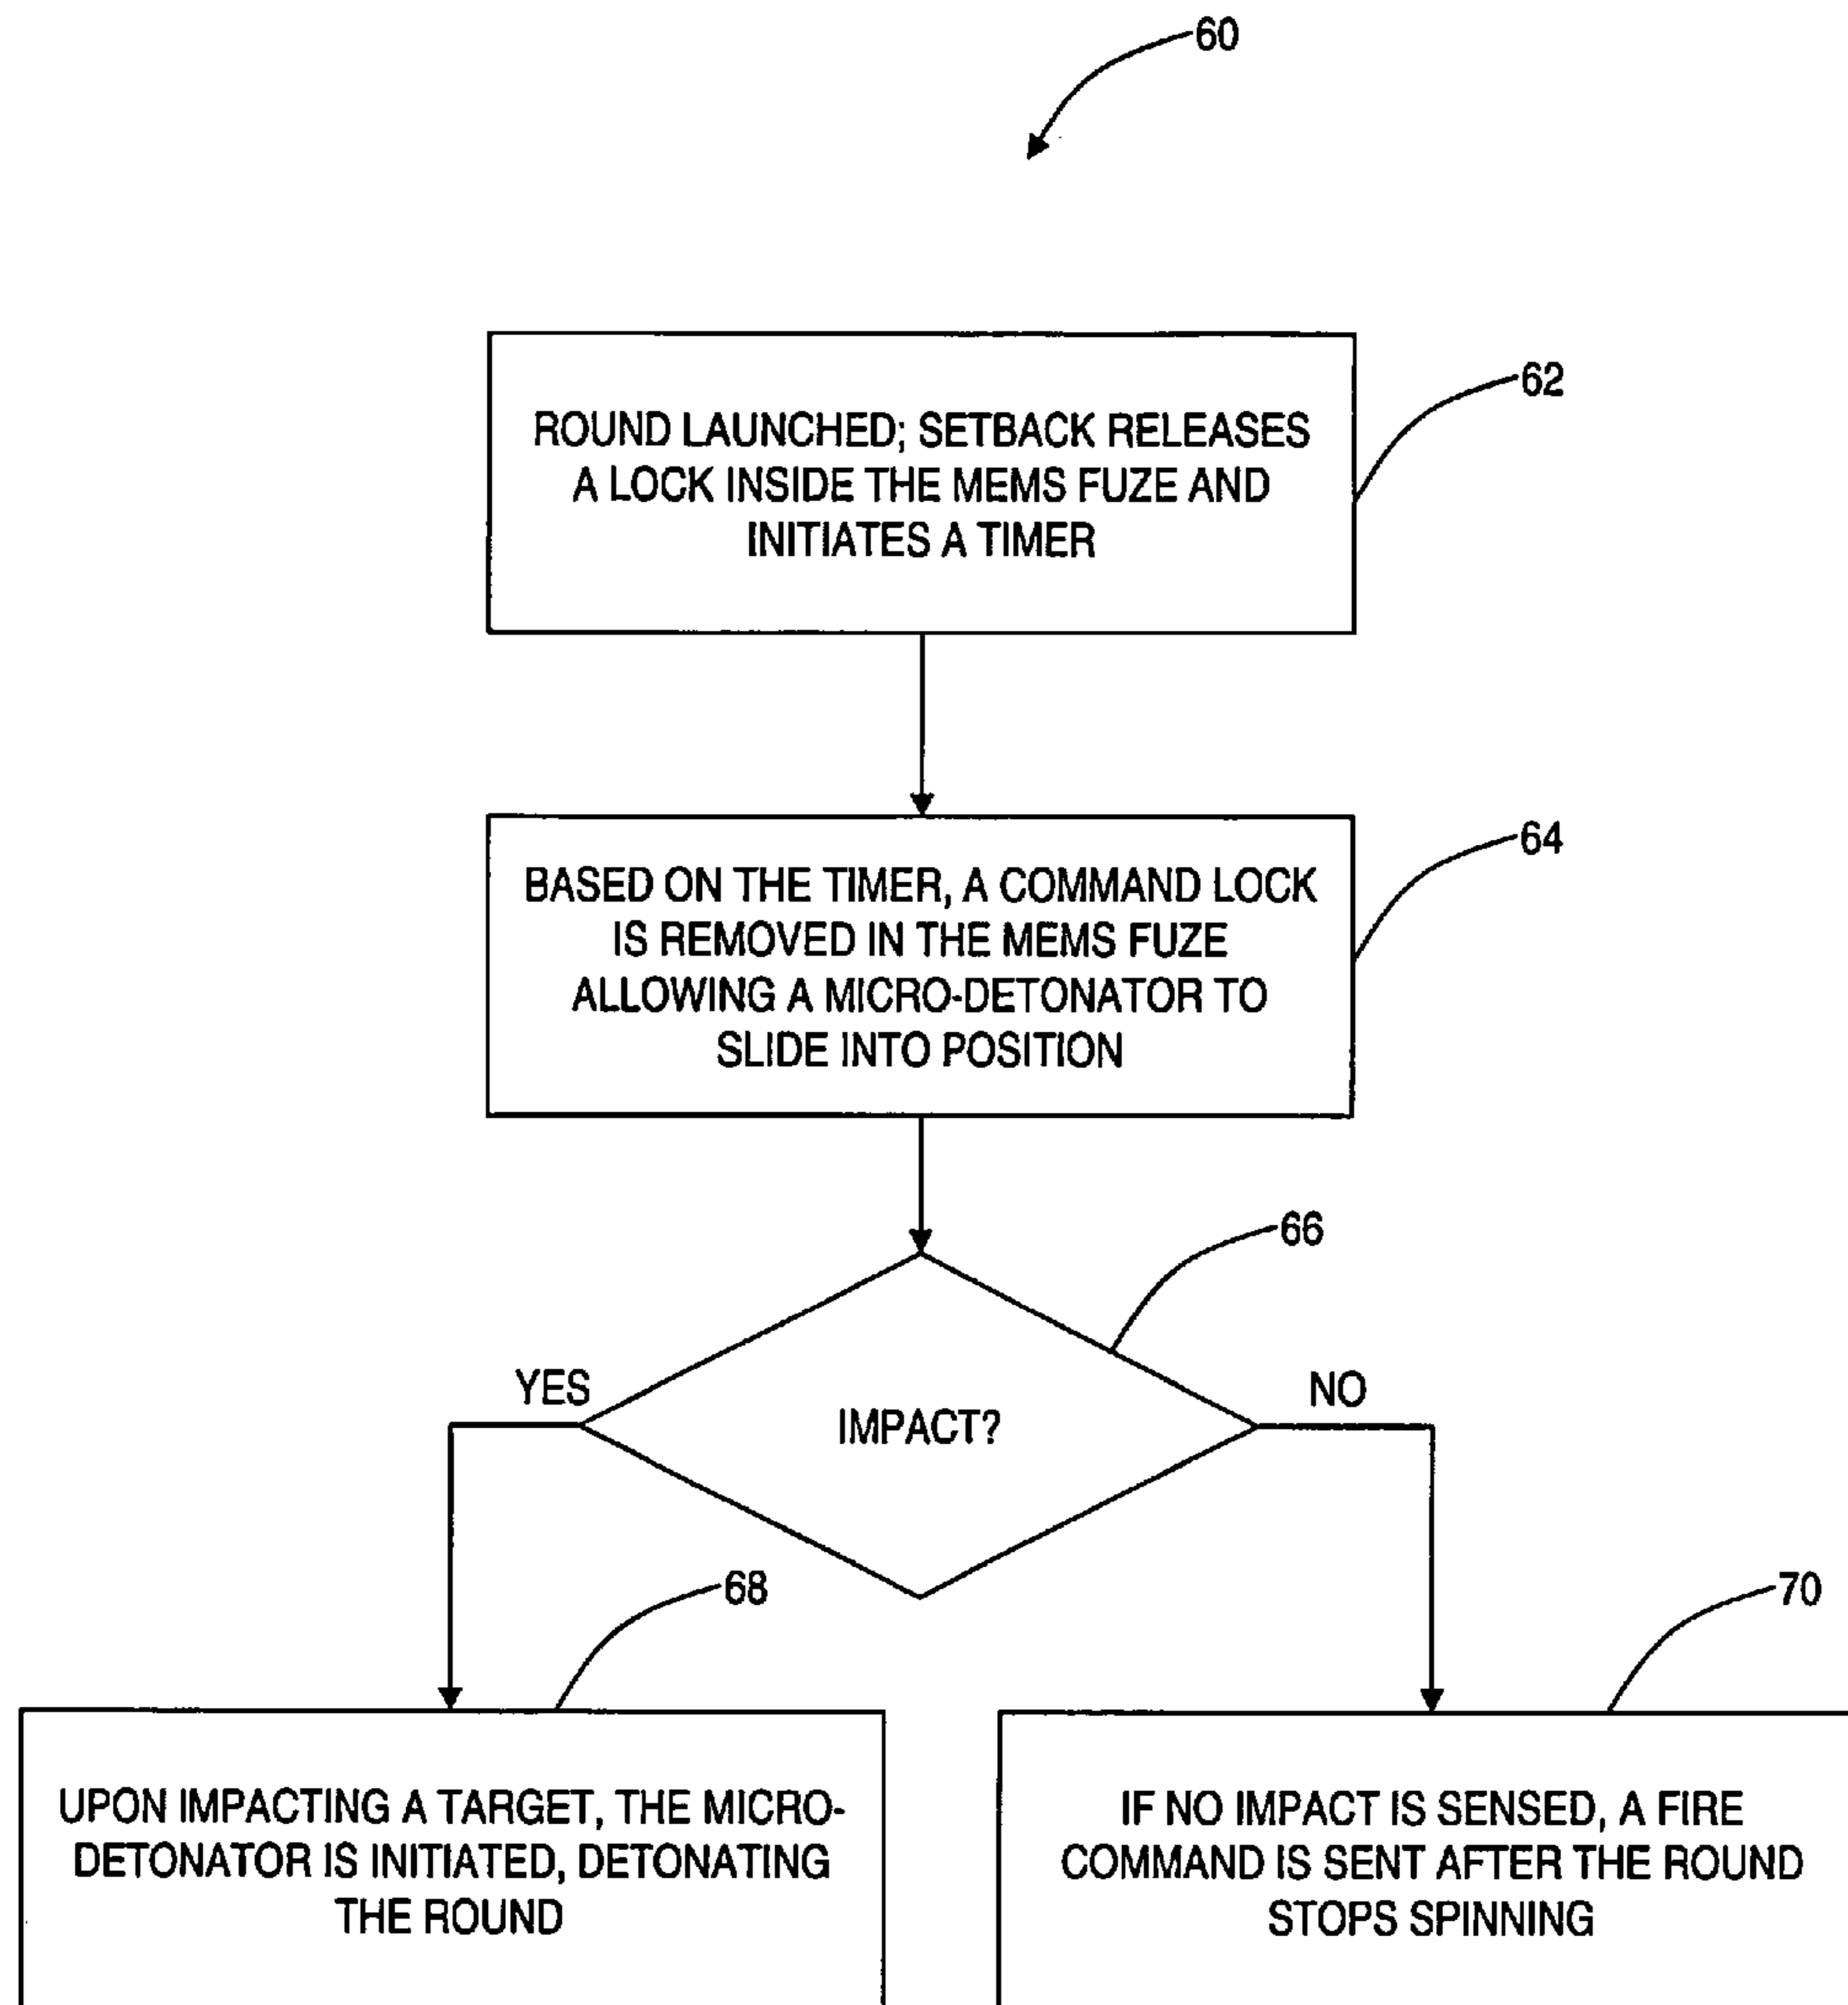 60
ROUND LAUNCHED; SETBACK RELEASES
A LOCK INSIDE THE MEMS FUZE AND
INITIATES A TIMER
62
BASED ON THE TIMER, A COMMAND LOCK
IS REMOVED IN THE MEMS FUZE
ALLOWING A MICRO-DETONATOR TO
SLIDE INTO POSITION
64
66
YES
IMPACT?
NO
68
70
UPON IMPACTING A TARGET, THE MICRO-
DETONATOR IS INITIATED, DETONATING
THE ROUND
IF NO IMPACT IS SENSED, A FIRE
COMMAND IS SENT AFTER THE ROUND
STOPS SPINNING